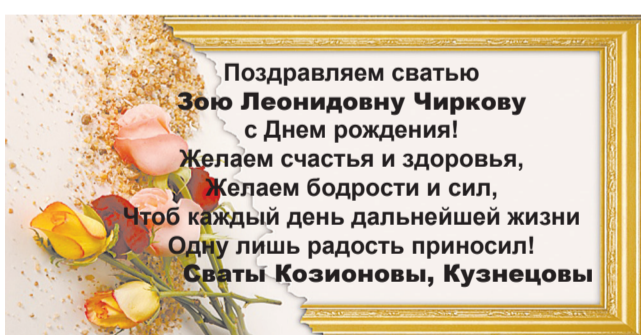 Поздравляем сватью
Зою Леонидовну Чиркову
с Днем рождения!
Желаем счастья и здоровья,
Желаем бодрости и сил,
Чтоб каждый день дальнейшей жизни
Одну лишь радость приносил!
Сваты Козионовы, Кузнецовы